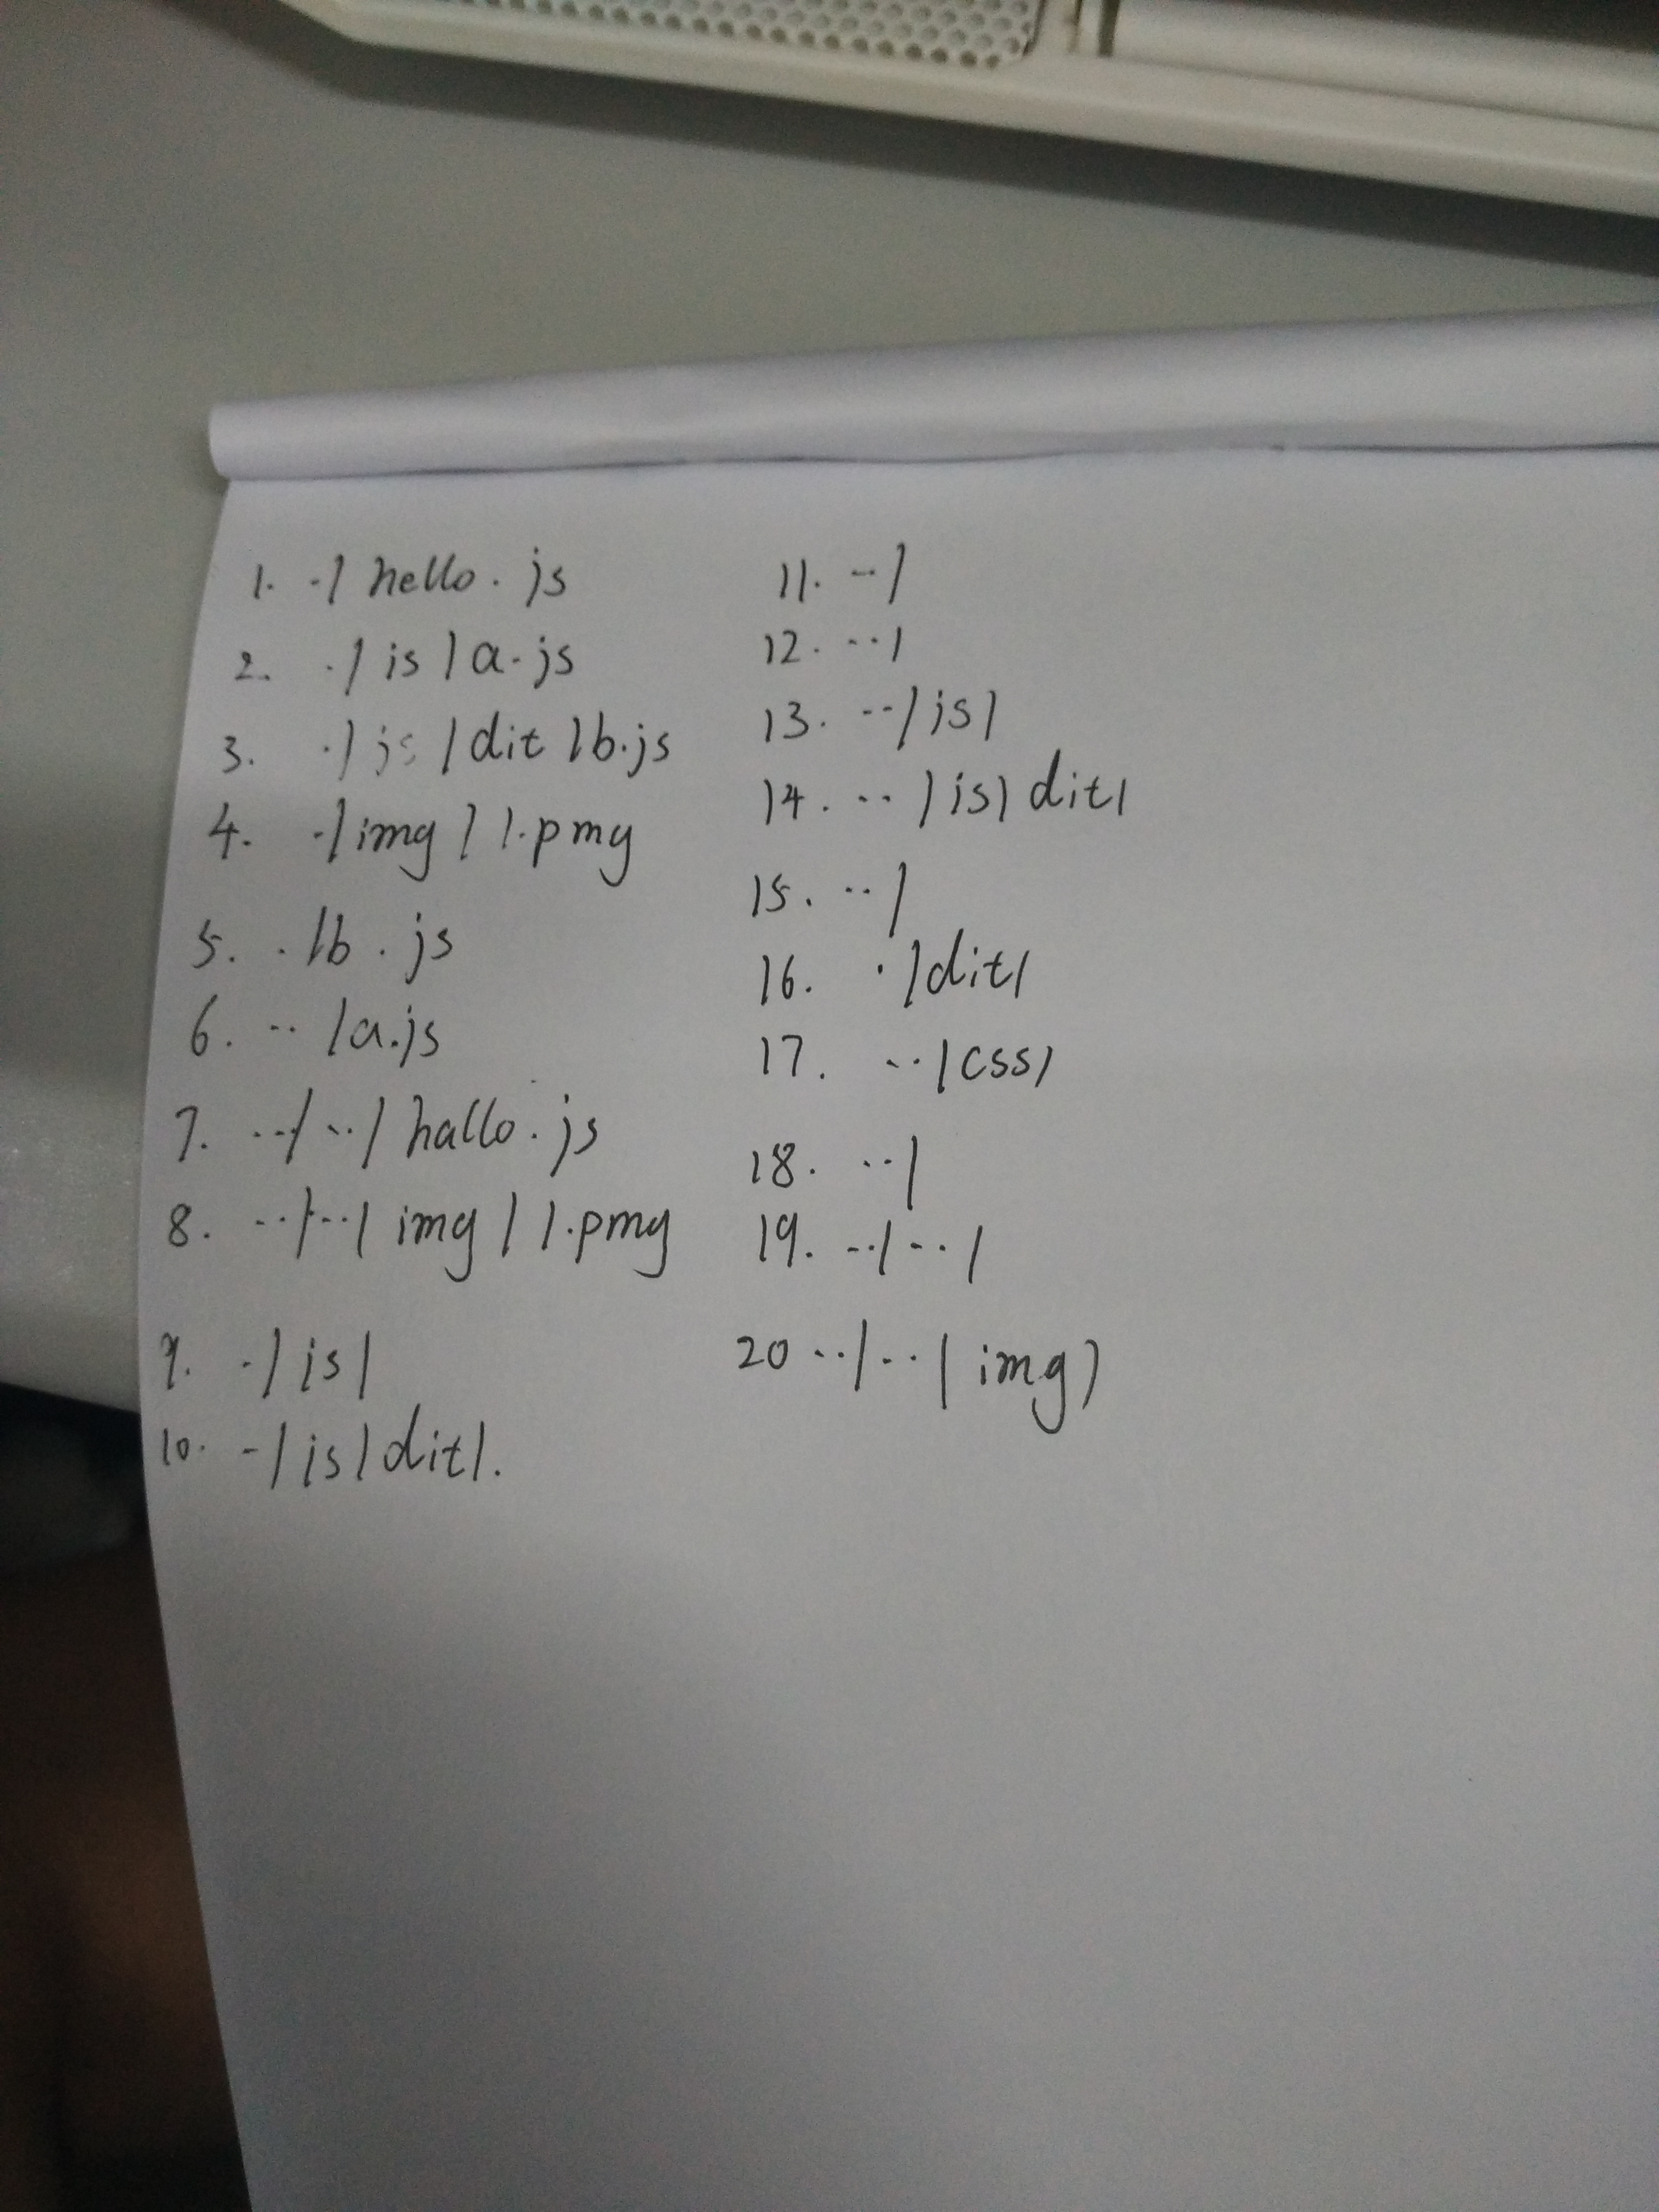 1. ./hello.js
2. ./js/a.js
3. ./js/dit/b.js
4. ./img/1.pmg
5. ./b.js
6. ../a.js
7. ../../hallo.js
8. ../../img/1.pmg
9. ./js/
10. ./js/dit/.
11. ../
12. ../
13. ../js/
14. ../js/dit/
15. ../
16. ./dit/
17. ../css/
18. ../
19. ../../
20 ../../img/